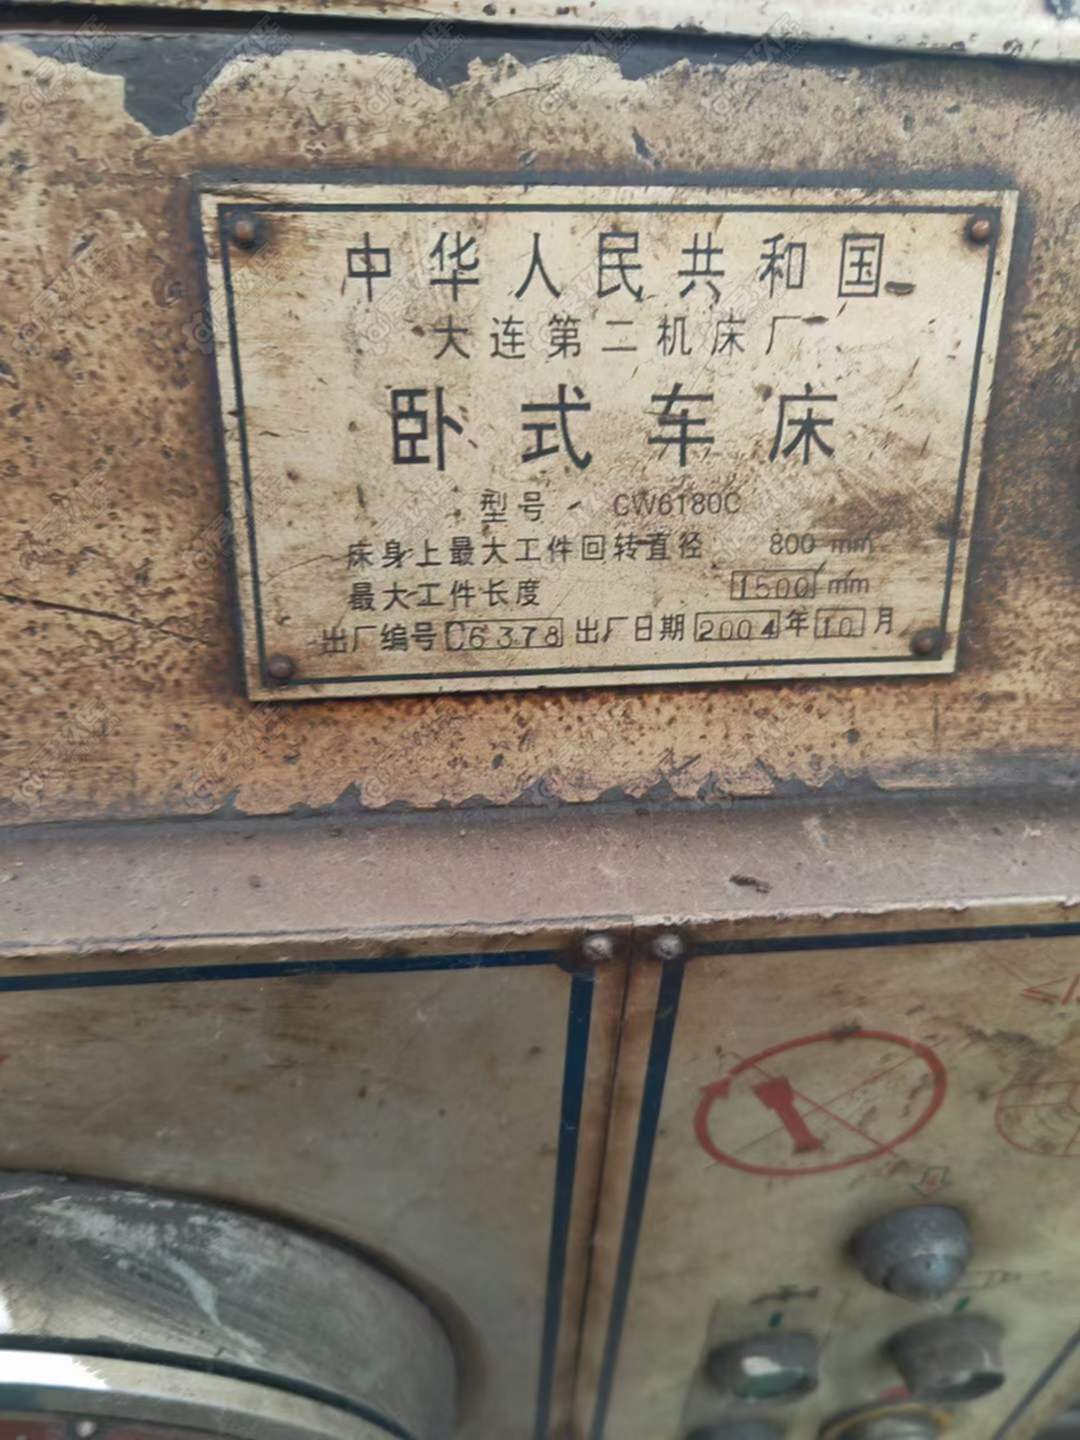 中华人民共和国
大连第二机床厂
卧式车床
型号 CW6180C
床身上最大工件回转直径 800 mm
最大工件长度 1500 mm
出厂编号 C6378 出厂日期 2004 年 10 月